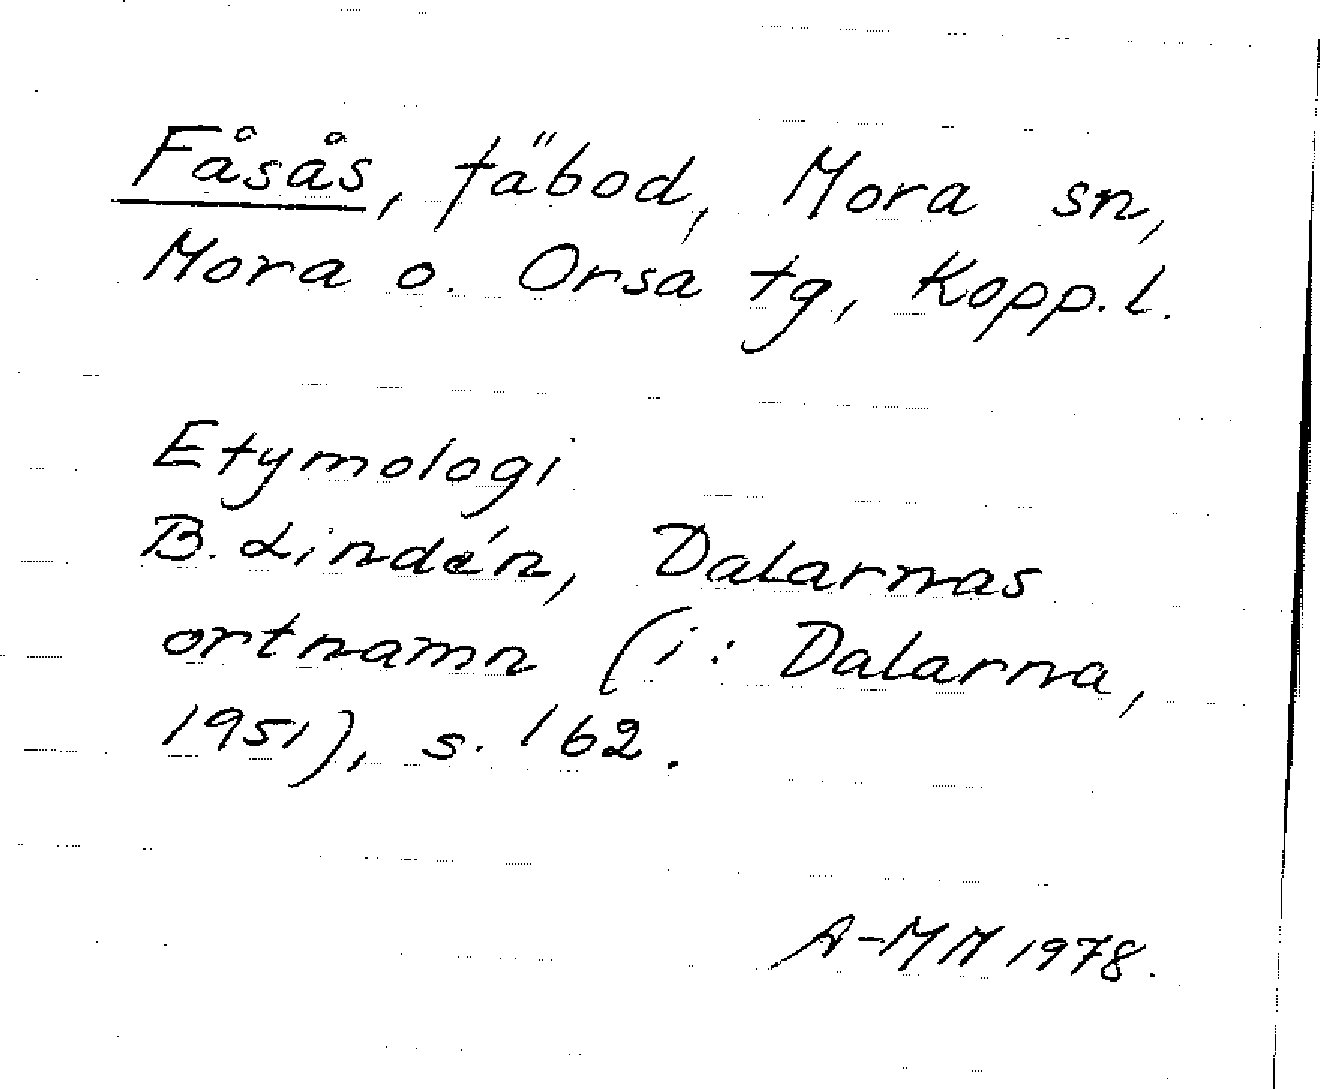 Fåsås, fäbod, Mora sn,
Mora o. Orsa tg, Kopp.l.
Etymologi
B. Lindén, Dalarnas
ortnamn (i: Dalarna,
1951), s. 162.
A-MM 1978.